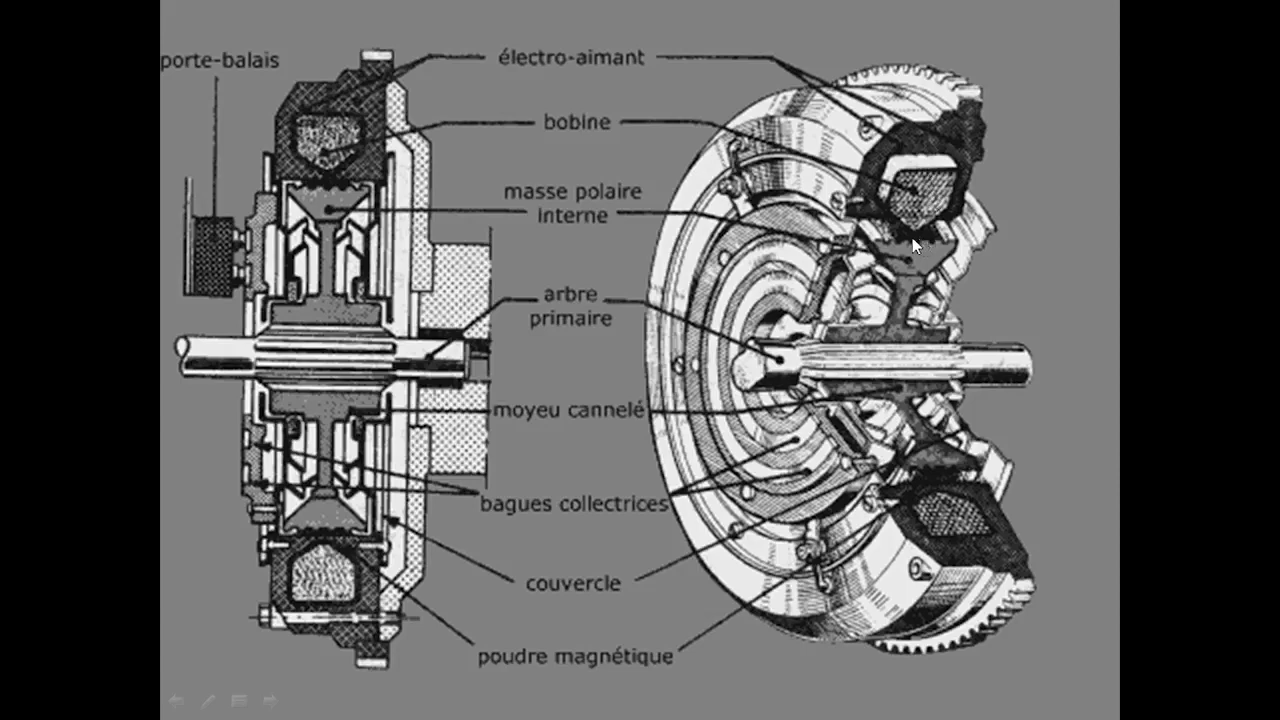 porte-balais
électro-aimant
bobine
masse polaire
interne
arbre
primaire
moyeu cannelé
bagues collectrices
couvercle
poudre magnétique